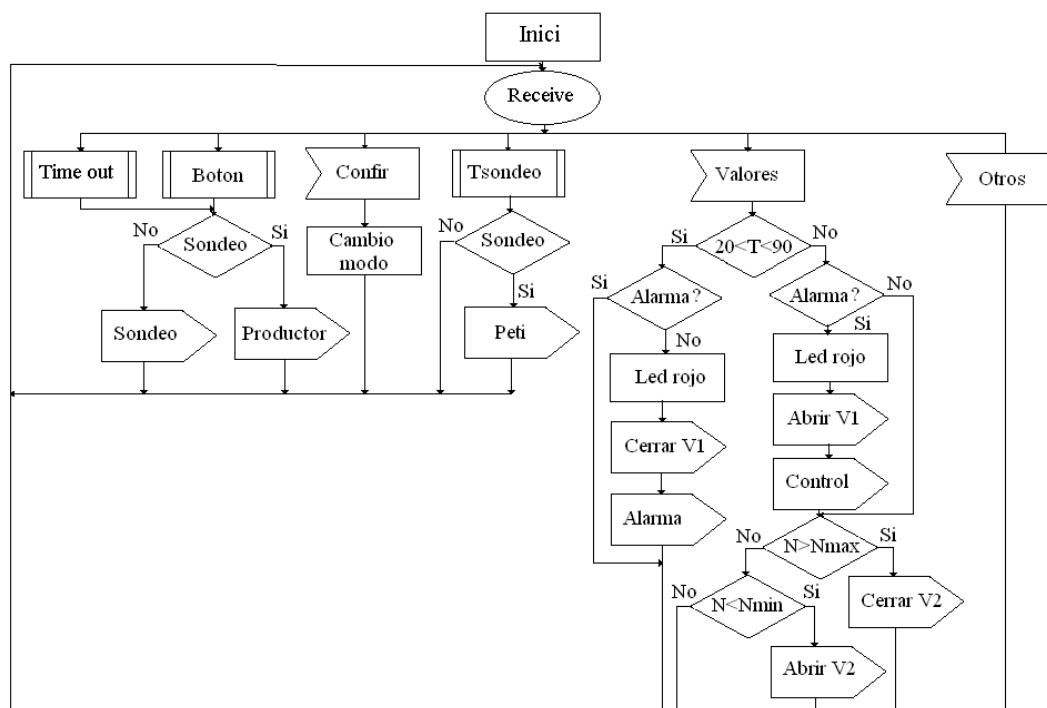 Inici
Receive
Time out
Boton
Confir
Tsondeo
Valores
Otros
No
Sondeo
Si
Cambio
modo
No
Sondeo
Si
Si
20<T<90
No
Si
Alarma ?
No
Alarma ?
No
Si
Sondeo
Productor
Peti
Led rojo
Led rojo
Cerrar V1
Abrir V1
Alarma
Control
No
N>Nmax
Si
No
N<Nmin
Si
Cerrar V2
Abrir V2